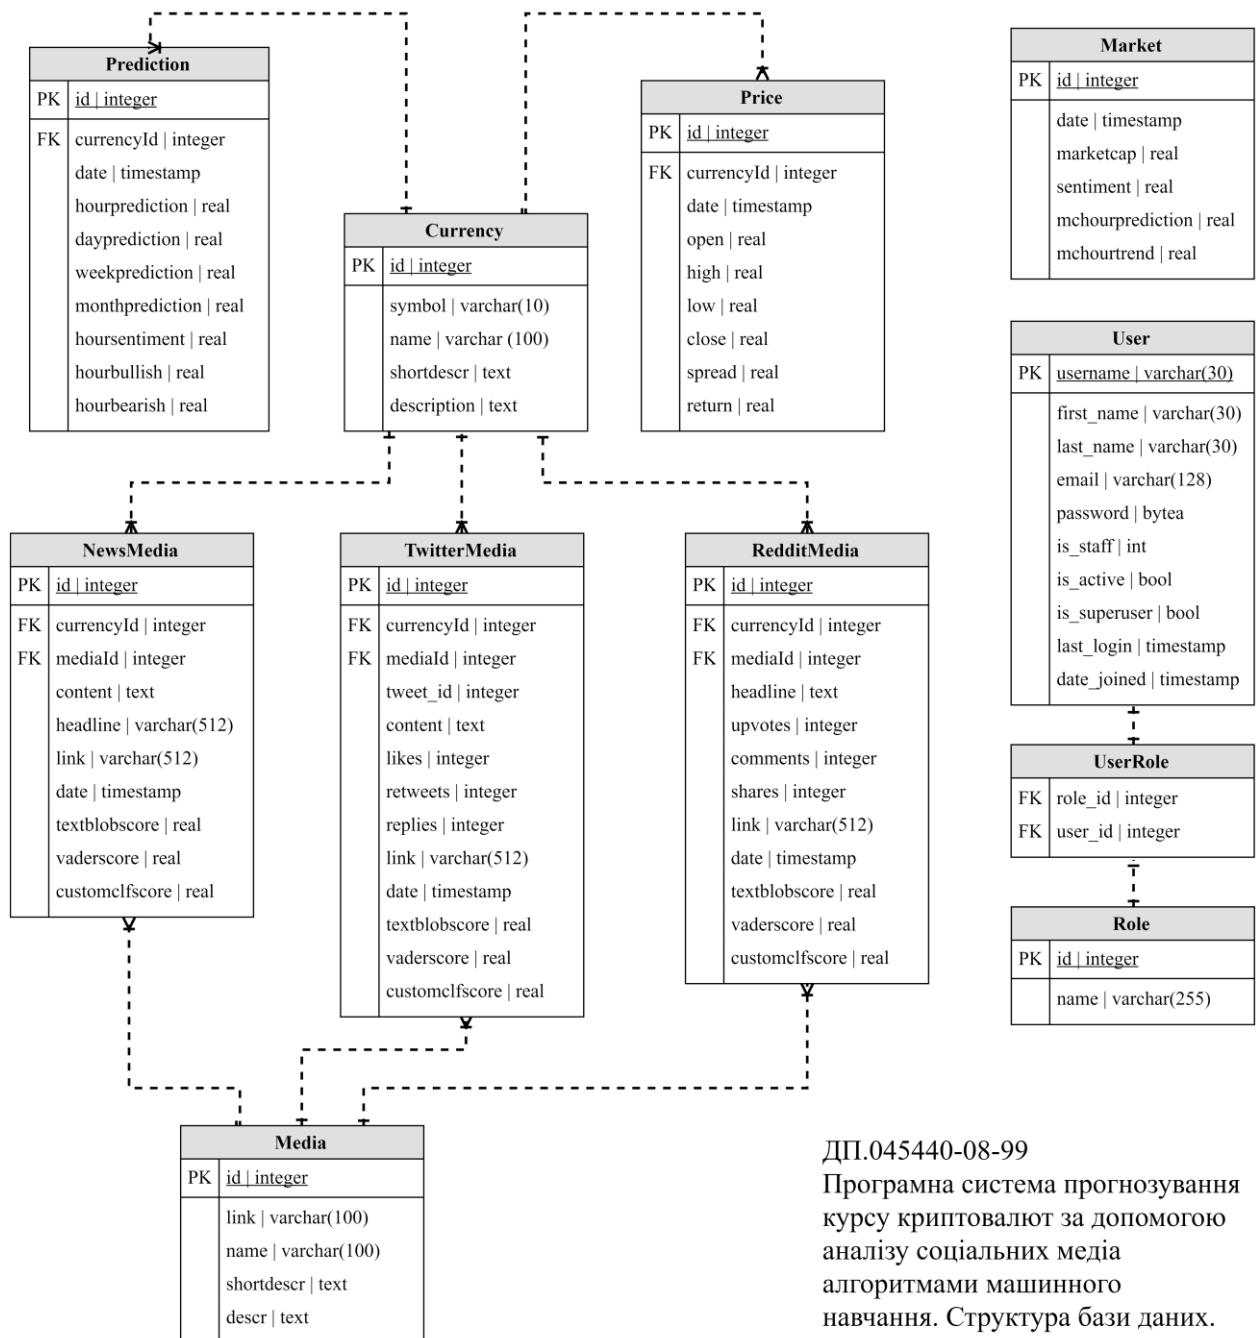 Prediction
PK id | integer
FK currencyId | integer
date | timestamp
hourprediction | real
dayprediction | real
weekprediction | real
monthprediction | real
hoursentiment | real
hourbullish | real
hourbearish | real
Currency
PK id | integer
symbol | varchar(10)
name | varchar (100)
shortdescr | text
description | text
Price
PK id | integer
FK currencyId | integer
date | timestamp
open | real
high | real
low | real
close | real
spread | real
return | real
Market
PK id | integer
date | timestamp
marketcap | real
sentiment | real
mchourprediction | real
mchourtrend | real
User
PK username | varchar(30)
first_name | varchar(30)
last_name | varchar(30)
email | varchar(128)
password | bytea
is_staff | int
is_active | bool
is_superuser | bool
last_login | timestamp
date_joined | timestamp
NewsMedia
PK id | integer
FK currencyId | integer
FK mediaId | integer
content | text
headline | varchar(512)
link | varchar(512)
date | timestamp
textblobscore | real
vaderscore | real
customclfscore | real
TwitterMedia
PK id | integer
FK currencyId | integer
FK mediaId | integer
tweet_id | integer
content | text
likes | integer
retweets | integer
replies | integer
link | varchar(512)
date | timestamp
textblobscore | real
vaderscore | real
customclfscore | real
RedditMedia
PK id | integer
FK currencyId | integer
FK mediaId | integer
headline | text
upvotes | integer
comments | integer
shares | integer
link | varchar(512)
date | timestamp
textblobscore | real
vaderscore | real
customclfscore | real
UserRole
FK role_id | integer
FK user_id | integer
Role
PK id | integer
name | varchar(255)
Media
PK id | integer
link | varchar(100)
name | varchar(100)
shortdescr | text
descr | text
ДП.045440-08-99
Програмна система прогнозування
курсу криптовалют за допомогою
аналізу соціальних медіа
алгоритмами машинного
навчання. Структура бази даних.